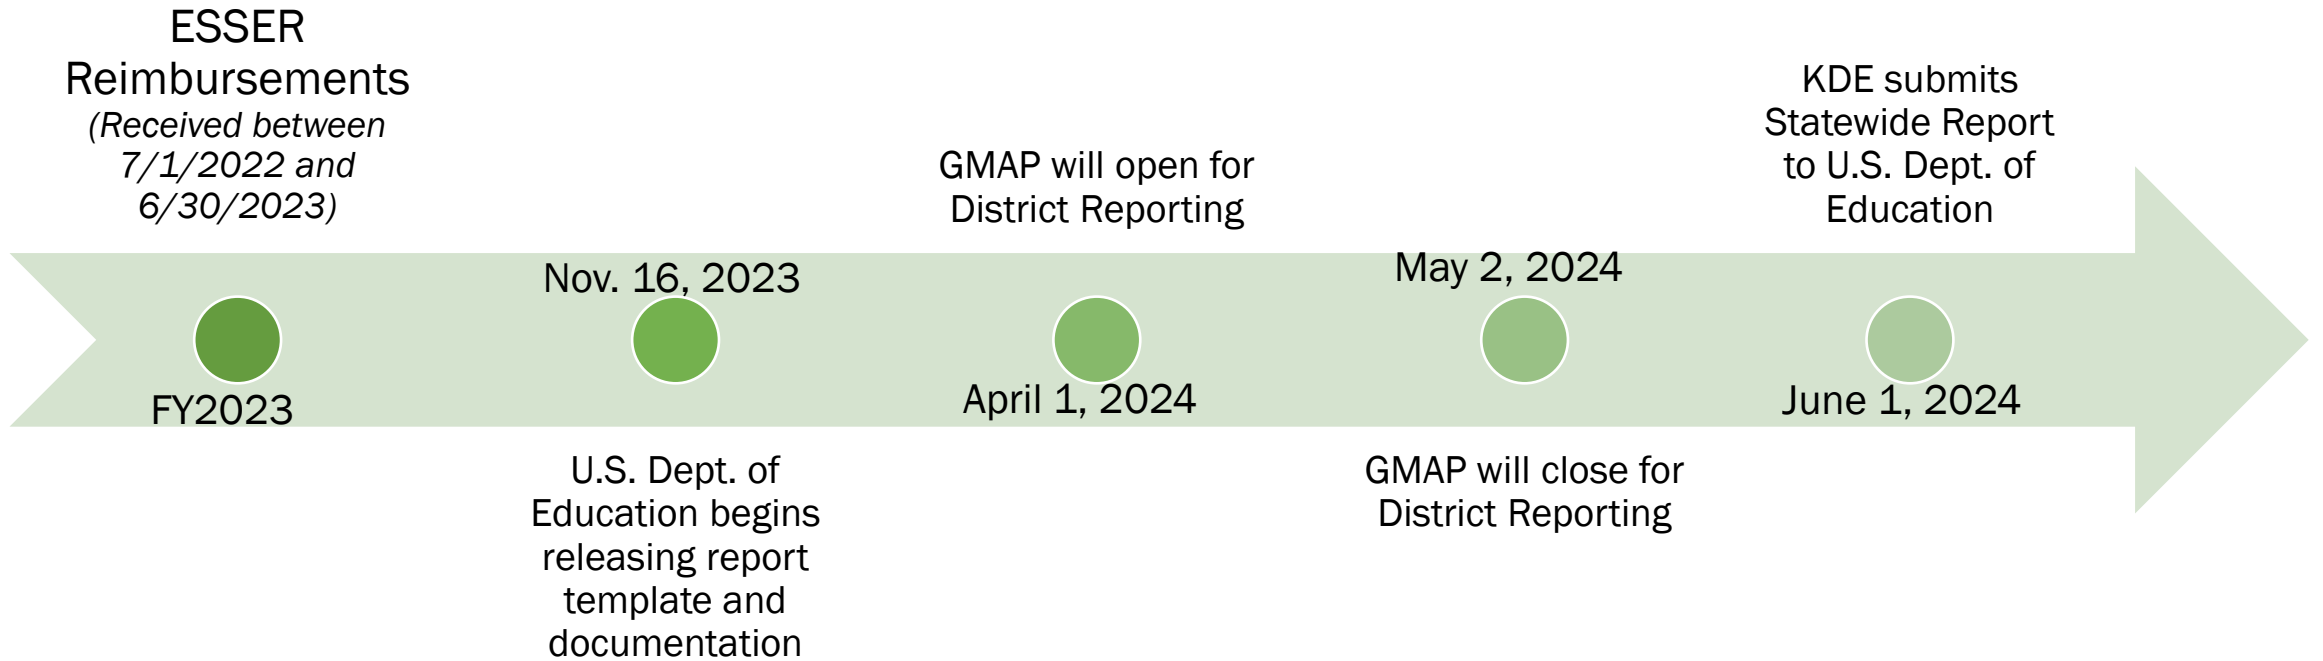 ESSER
Reimbursements
(Received between
7/1/2022 and
6/30/2023)
FY2023
Nov. 16, 2023
U.S. Dept. of
Education begins
releasing report
template and
documentation
GMAP will open for
District Reporting
April 1, 2024
May 2, 2024
GMAP will close for
District Reporting
KDE submits
Statewide Report
to U.S. Dept. of
Education
June 1, 2024